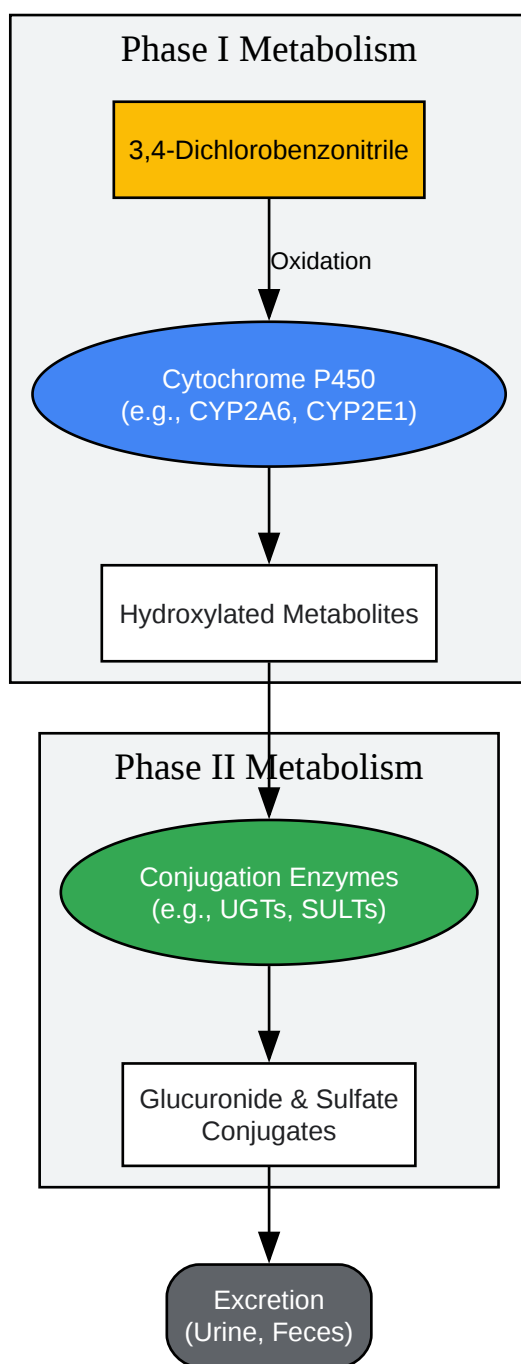 Phase I Metabolism
3,4-Dichlorobenzonitrile
Oxidation
Cytochrome P450
(e.g., CYP2A6, CYP2E1)
Hydroxylated Metabolites
Phase II Metabolism
Conjugation Enzymes
(e.g., UGTs, SULTs)
Glucuronide & Sulfate
Conjugates
Excretion
(Urine, Feces)